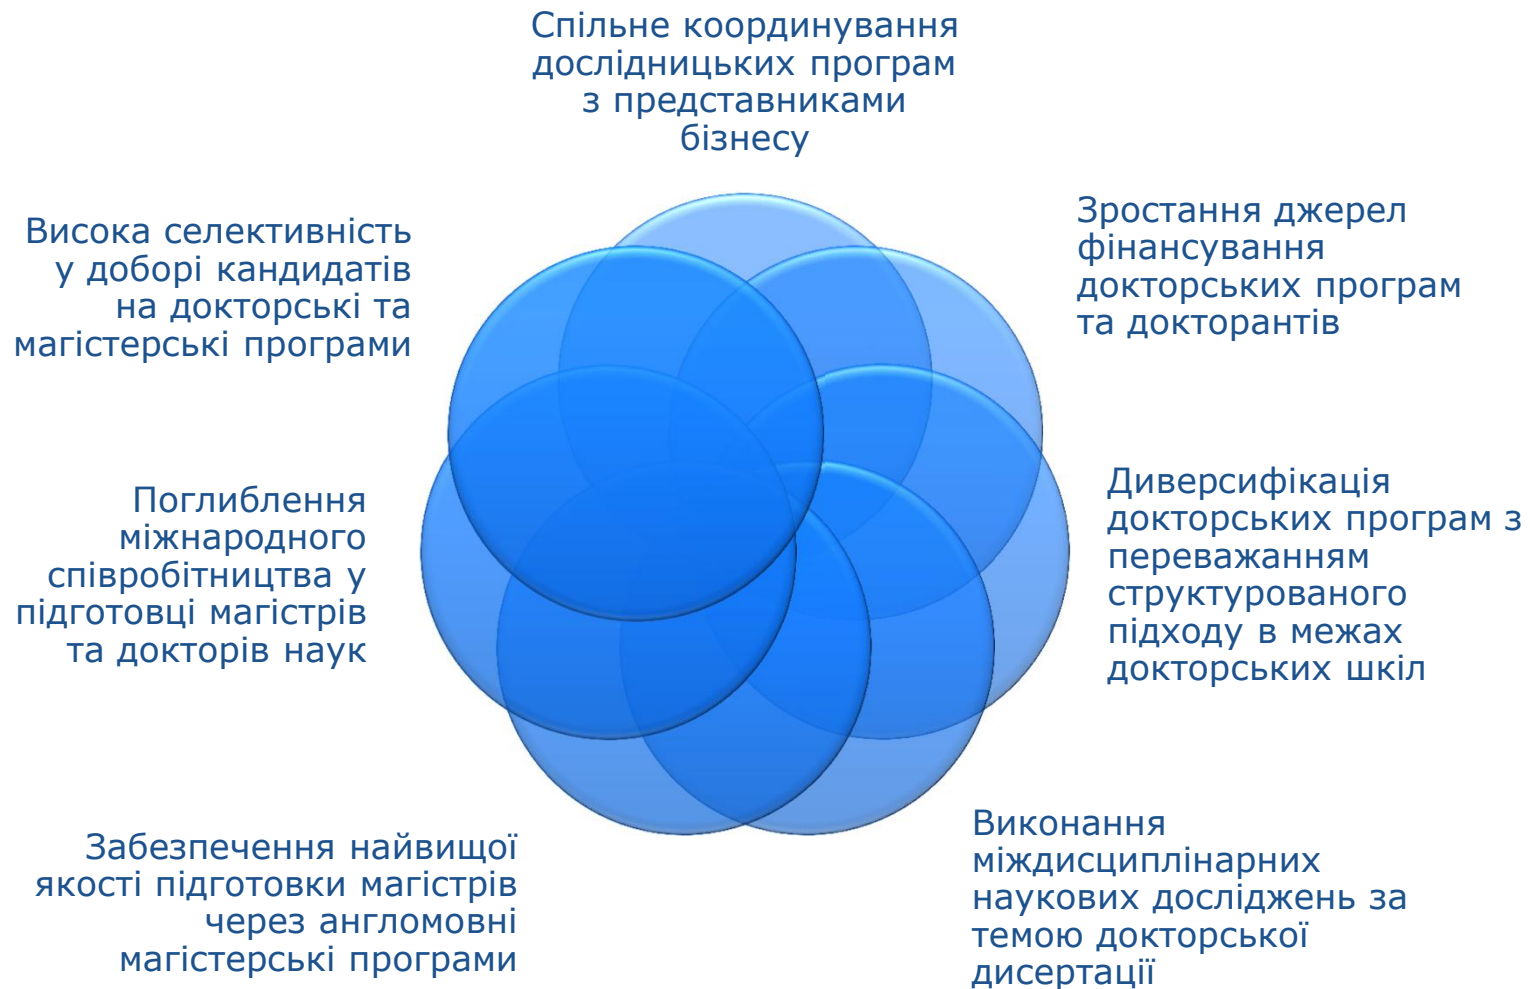 Спільне координування
дослідницьких програм
з представниками
бізнесу
Зростання джерел
фінансування
докторських програм
та докторантів
Диверсифікація
докторських програм з
переважанням
структурованого
підходу в межах
докторських шкіл
Виконання
міждисциплінарних
наукових досліджень за
темою докторської
дисертації
Забезпечення найвищої
якості підготовки магістрів
через англомовні
магістерські програми
Поглиблення
міжнародного
співробітництва у
підготовці магістрів
та докторів наук
Висока селективність
у доборі кандидатів
на докторські та
магістерські програми